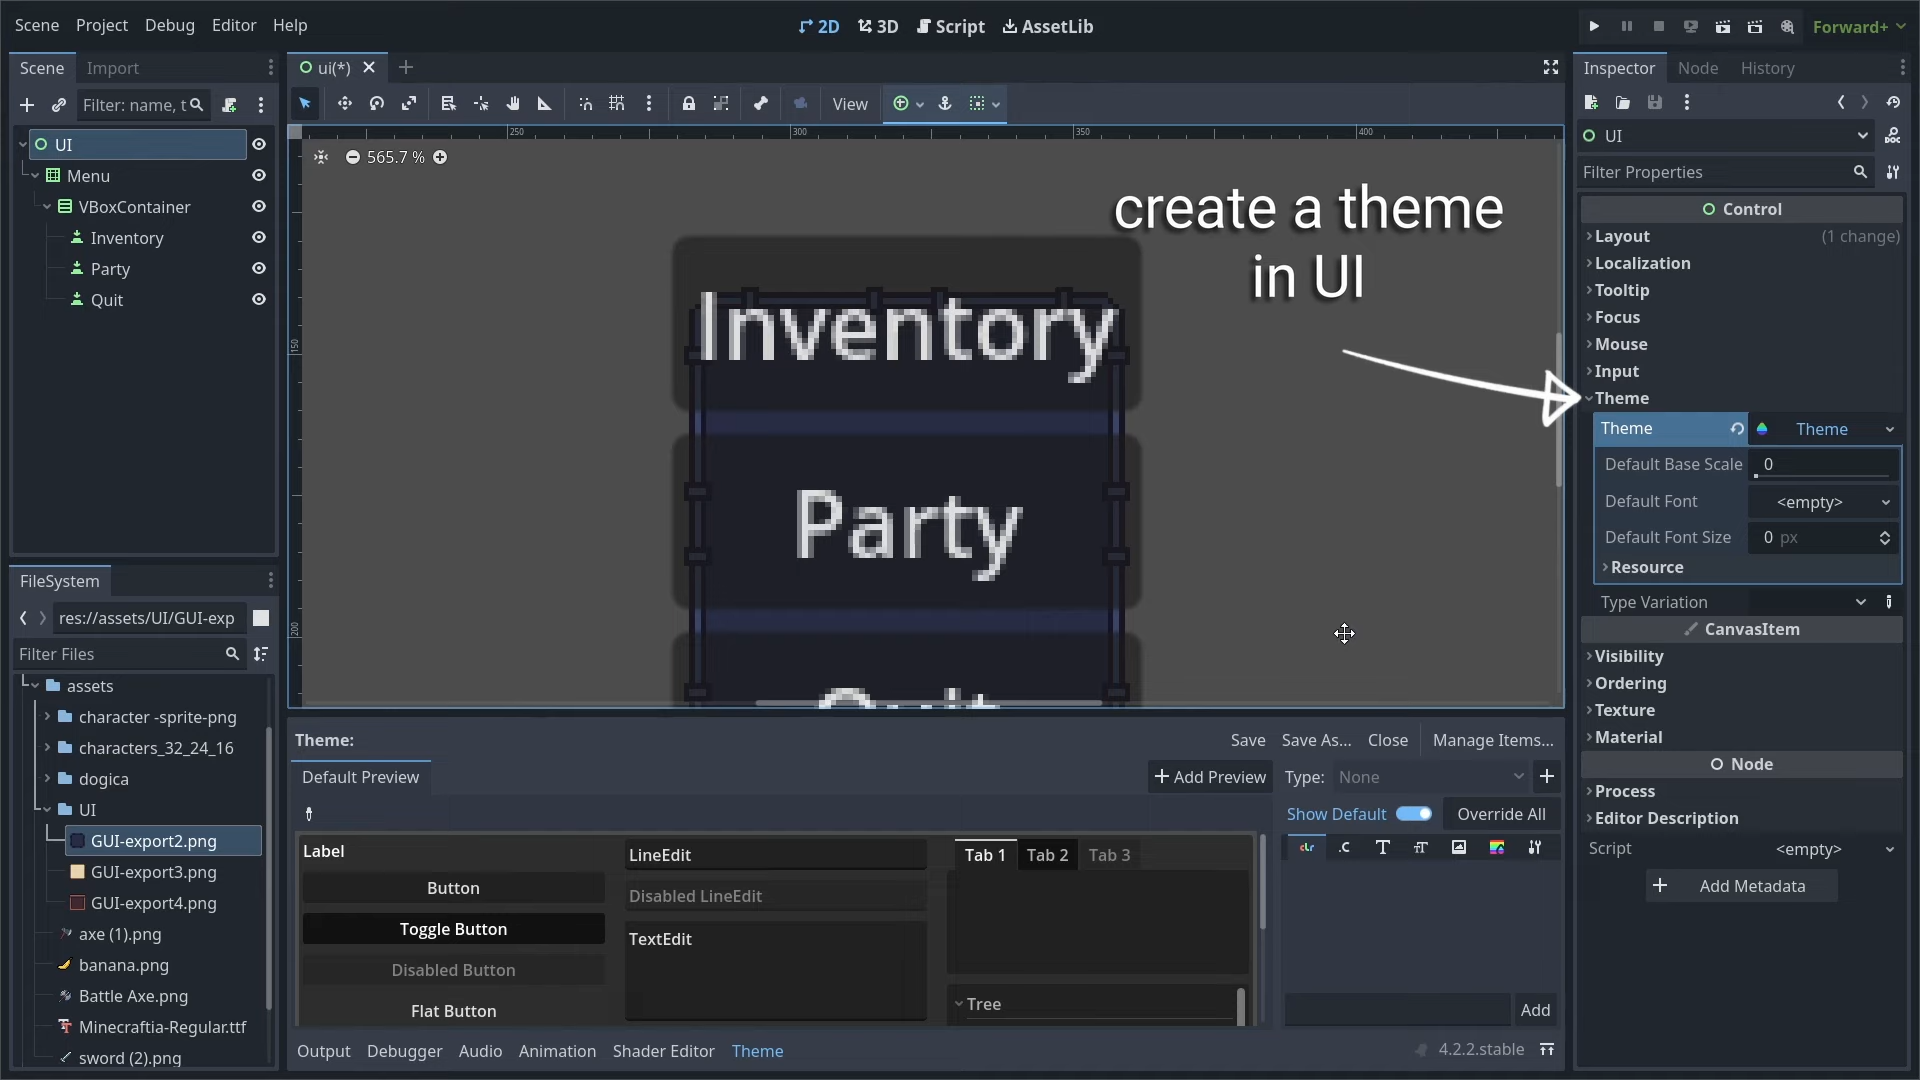 Scene Project Debug Editor Help
2D 3D Script AssetLib
Forward+
Scene Import
Filter: name, t
UI
Menu
VBoxContainer
Inventory
Party
Quit
FileSystem
res://assets/UI/GUI-exp
Filter Files
assets
character -sprite-png
characters_32_24_16
dogica
UI
GUI-export2.png
GUI-export3.png
GUI-export4.png
axe (1).png
banana.png
Battle Axe.png
Minecraftia-Regular.ttf
sword (2).png
ui(*)
View
250 300 350 400
150
200
565.7 %
create a theme
in UI
Inventory
Party
Quit
Theme: Save Save As... Close Manage Items...
Default Preview Add Preview Type: None
Show Default Override All
Label LineEdit Tab 1 Tab 2 Tab 3
Button Disabled LineEdit
Toggle Button TextEdit
Disabled Button
Flat Button Tree
Add
Output Debugger Audio Animation Shader Editor Theme 4.2.2.stable
Inspector Node History
UI
Filter Properties
Control
Layout (1 change)
Localization
Tooltip
Focus
Mouse
Input
Theme
Theme Theme
Default Base Scale 0
Default Font <empty>
Default Font Size 0 px
Resource
Type Variation
CanvasItem
Visibility
Ordering
Texture
Material
Node
Process
Editor Description
Script <empty>
Add Metadata